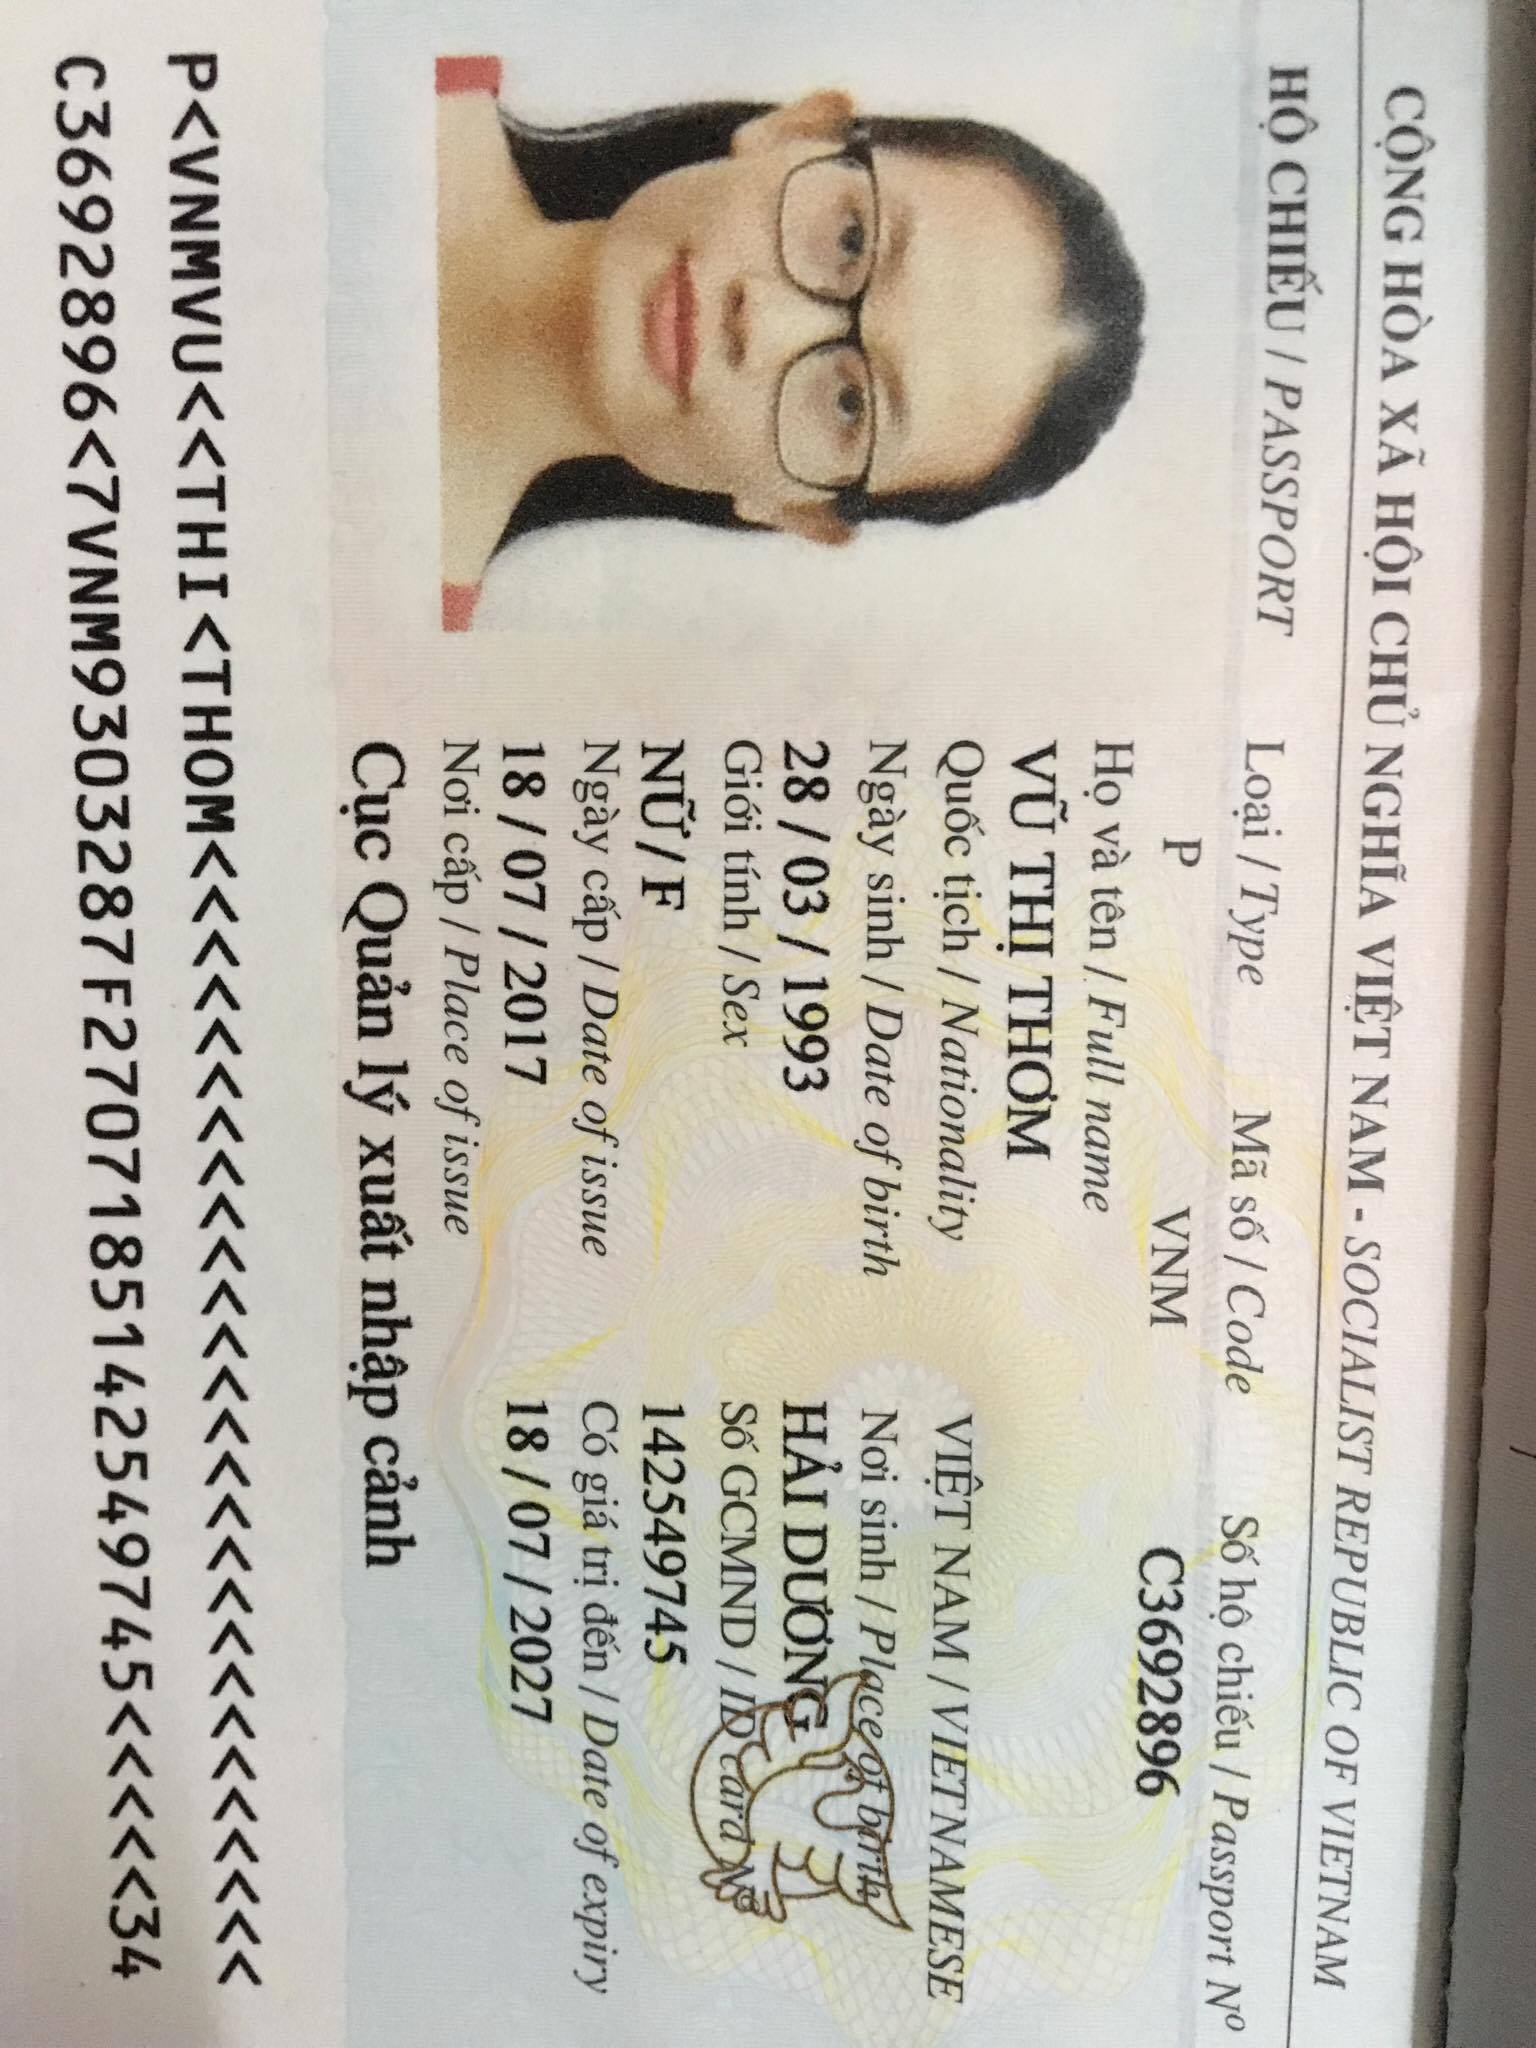 CỘNG HÒA XÃ HỘI CHỦ NGHĨA VIỆT NAM - SOCIALIST REPUBLIC OF VIETNAM
HỘ CHIẾU / PASSPORT
Loại / Type Mã số / Code Số hộ chiếu / Passport Nº
P VNM C3692896
Họ và tên / Full name
VŨ THỊ THƠM
Quốc tịch / Nationality VIỆT NAM / VIETNAMESE
Ngày sinh / Date of birth Nơi sinh / Place of birth
28 / 03 / 1993 HẢI DƯƠNG
Giới tính / Sex Số GCMND / ID card Nº
NỮ / F 142549745
Ngày cấp / Date of issue Có giá trị đến / Date of expiry
18 / 07 / 2017 18 / 07 / 2027
Nơi cấp / Place of issue
Cục Quản lý xuất nhập cảnh
P<VNMVU<<THI<THOM<<<<<<<<<<<<<<<<<<<<<<<<<<<
C3692896<7VNM9303287F2707185142549745<<<<<34